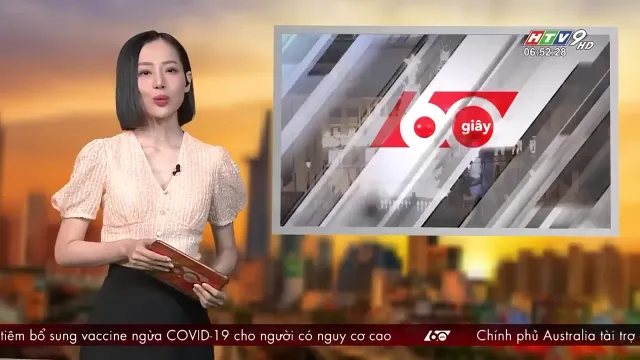 HTV9 HD
06:52:28
60 giây
tiêm bổ sung vaccine ngừa COVID-19 cho người có nguy cơ cao 60 Chính phủ Australia tài trợ